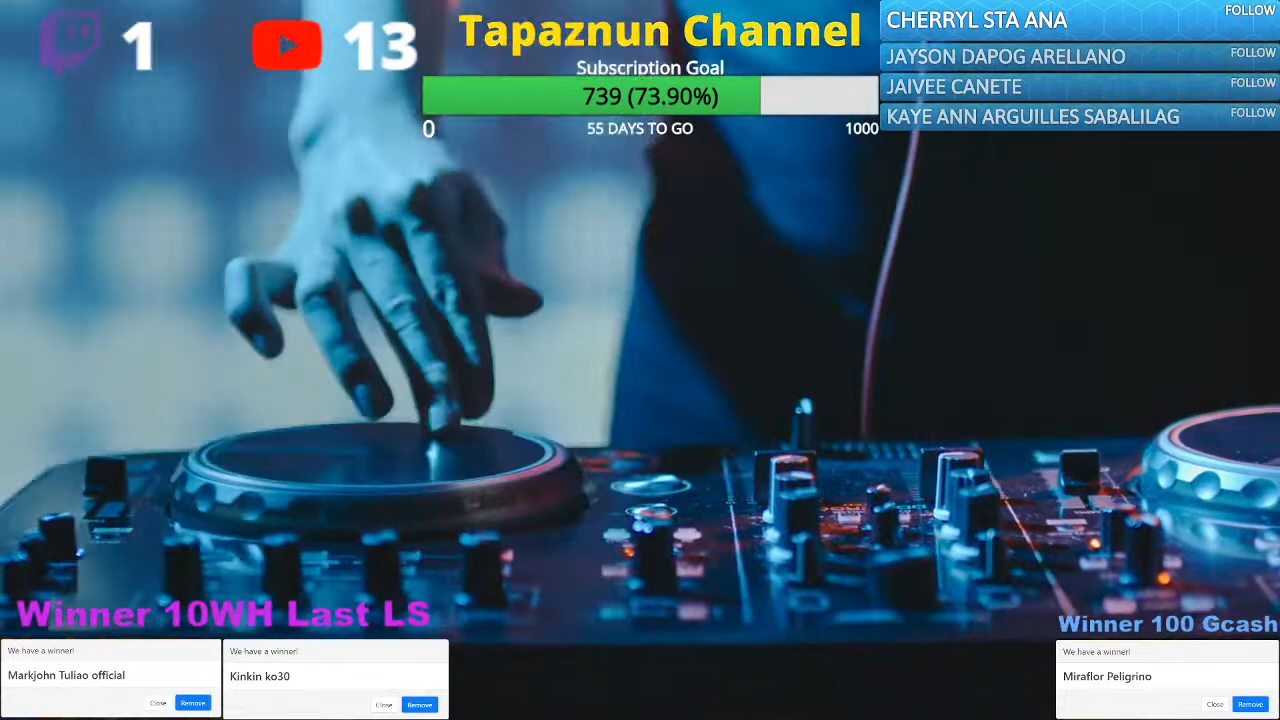 1
13
Tapaznun Channel
Subscription Goal
739 (73.90%)
0
55 DAYS TO GO
1000
CHERRYL STA ANA
FOLLOW
JAYSON DAPOG ARELLANO
FOLLOW
JAIVEE CANETE
FOLLOW
KAYE ANN ARGUILLES SABALILAG
FOLLOW
Winner 10WH Last LS
We have a winner!
Markjohn Tuliao official
Close Remove
We have a winner!
Kinkin ko30
Close Remove
Winner 100 Gcash
We have a winner!
Miraflor Peligrino
Close Remove